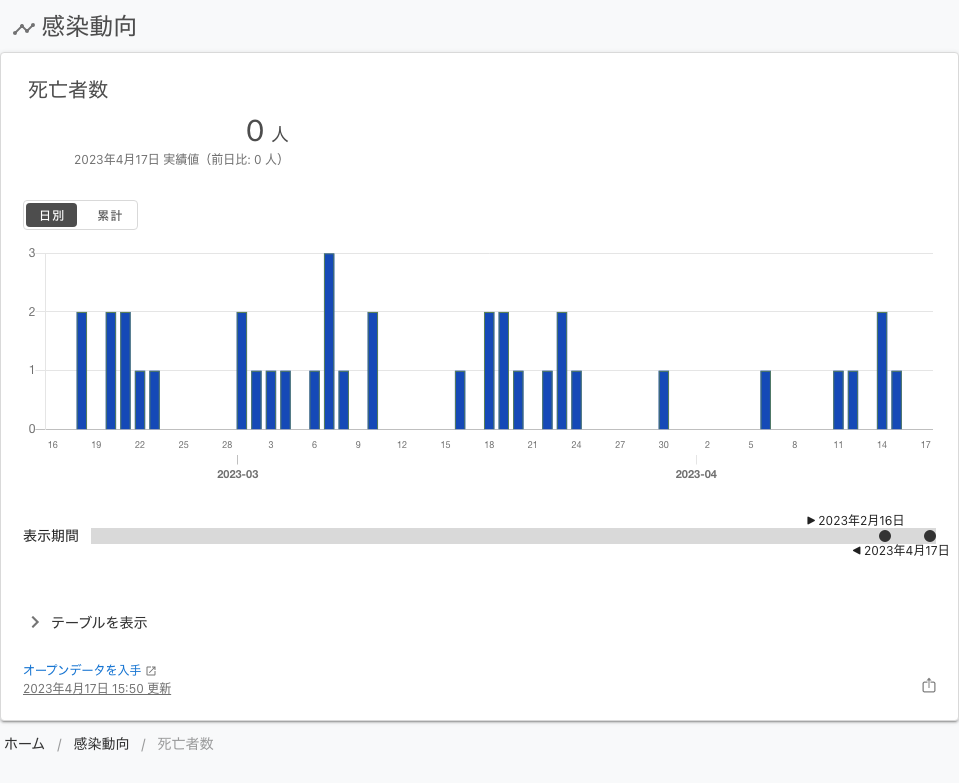 感染動向
死亡者数
0 人
2023年4月17日 実績値（前日比: 0 人）
日別 累計
3
2
1
0
16 19 22 25 28 3 6 9 12 15 18 21 24 27 30 2 5 8 11 14 17
2023-03 2023-04
2023年2月16日
表示期間
2023年4月17日
テーブルを表示
オープンデータを入手
2023年4月17日 15:50 更新
ホーム / 感染動向 / 死亡者数